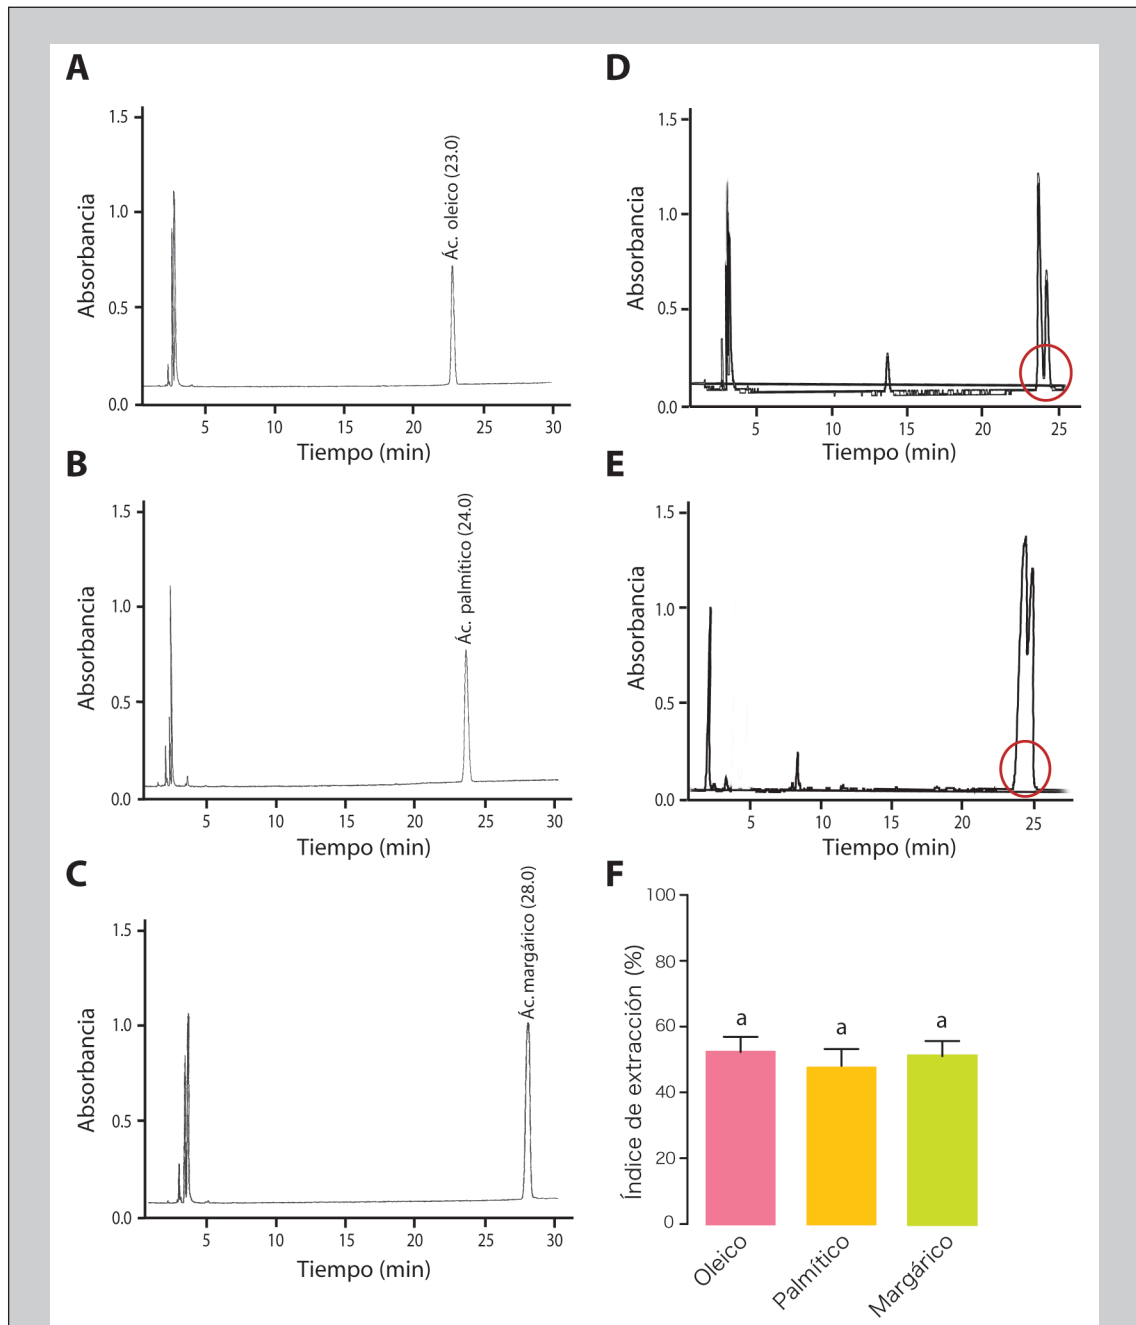 A
1.5
1.0
0.5
0.0
Absorbancia
Ác. oleico (23.0)
5
10
15
20
25
30
Tiempo (min)
B
1.5
1.0
0.5
0.0
Absorbancia
Ác. palmítico (24.0)
5
10
15
20
25
30
Tiempo (min)
C
1.5
1.0
0.5
0.0
Absorbancia
Ác. margárico (28.0)
5
10
15
20
25
30
Tiempo (min)
D
1.5
1.0
0.5
0.0
Absorbancia
5
10
15
20
25
Tiempo (min)
E
1.5
1.0
0.5
0.0
Absorbancia
5
10
15
20
25
Tiempo (min)
F
100
80
60
40
20
0
Índice de extracción (%)
a
a
a
Oleico
Palmítico
Margárico